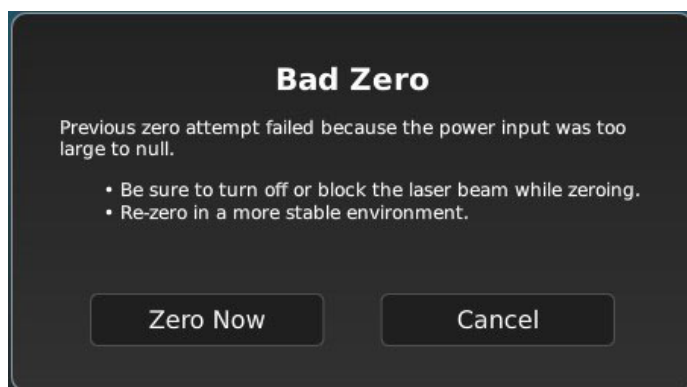 Bad Zero
Previous zero attempt failed because the power input was too
large to null.
• Be sure to turn off or block the laser beam while zeroing.
• Re-zero in a more stable environment.
Zero Now
Cancel